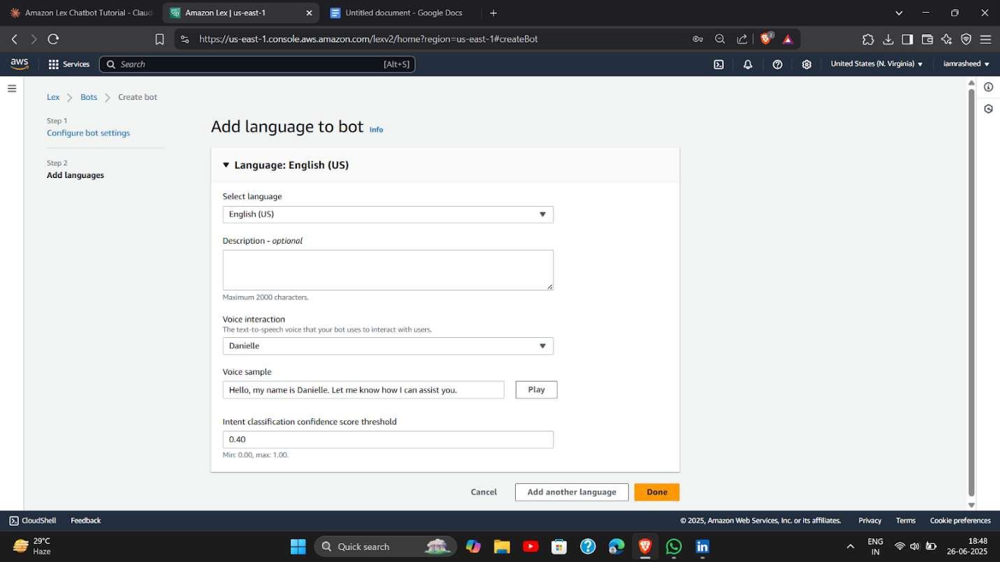 Amazon Lex Chatbot Tutorial - Claud
Amazon Lex | us-east-1
Untitled document - Google Docs
https://us-east-1.console.aws.amazon.com/lexv2/home?region=us-east-1#createBot
2
aws
Services
Search
[Alt+S]
United States (N. Virginia)
iamrasheed
Lex
Bots
Create bot
Step 1
Configure bot settings
Step 2
Add languages
Add language to bot Info
Language: English (US)
Select language
English (US)
Description - optional
Maximum 2000 characters.
Voice interaction
The text-to-speech voice that your bot uses to interact with users.
Danielle
Voice sample
Hello, my name is Danielle. Let me know how I can assist you.
Play
Intent classification confidence score threshold
0.40
Min: 0.00, max: 1.00.
Cancel
Add another language
Done
CloudShell
Feedback
© 2025, Amazon Web Services, Inc. or its affiliates.
Privacy
Terms
Cookie preferences
29°C
Haze
Quick search
ENG
IN
18:48
26-06-2025